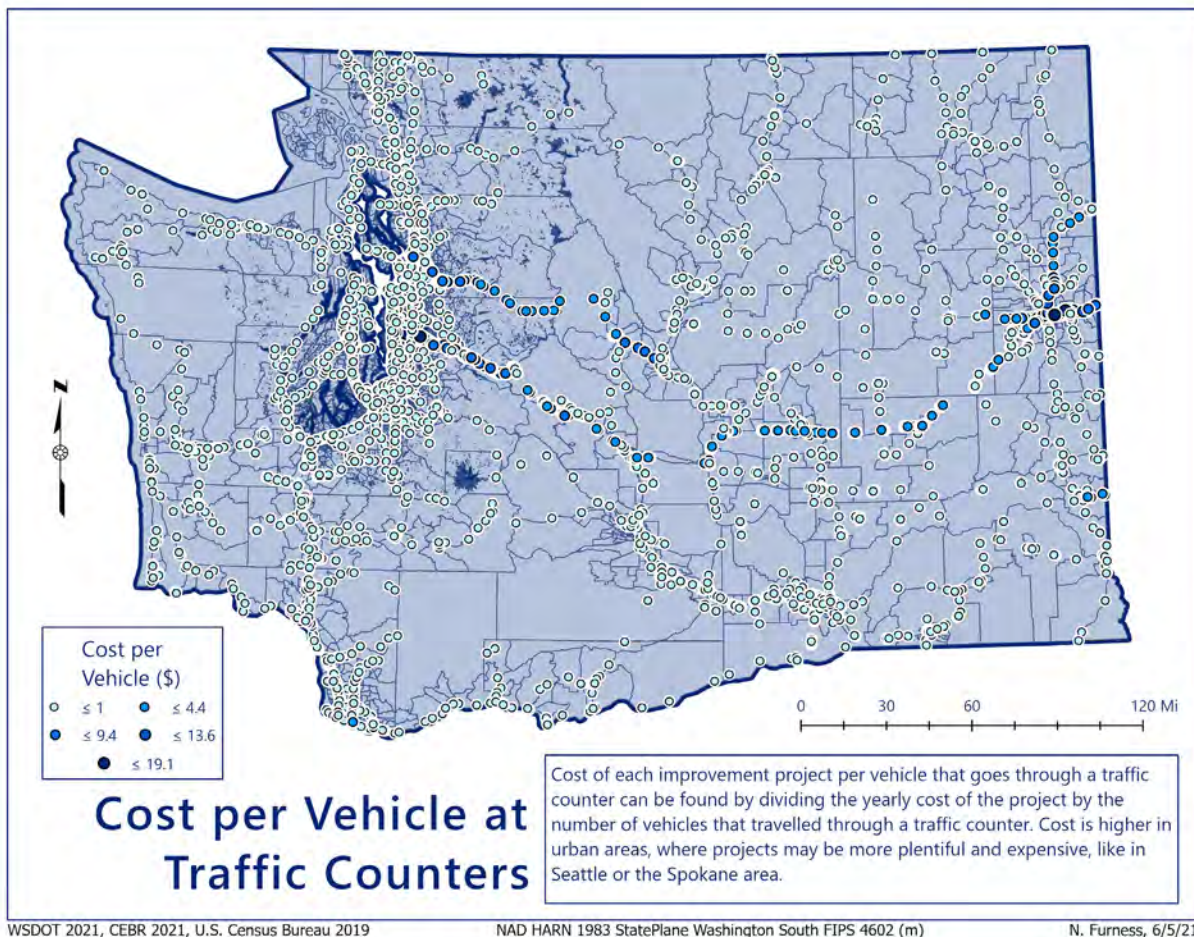 N
Cost per
Vehicle ($)
≤ 1
≤ 4.4
≤ 9.4
≤ 13.6
≤ 19.1
0 30 60 120 Mi
Cost per Vehicle at
Traffic Counters
Cost of each improvement project per vehicle that goes through a traffic
counter can be found by dividing the yearly cost of the project by the
number of vehicles that travelled through a traffic counter. Cost is higher in
urban areas, where projects may be more plentiful and expensive, like in
Seattle or the Spokane area.
WSDOT 2021, CEBR 2021, U.S. Census Bureau 2019
NAD HARN 1983 StatePlane Washington South FIPS 4602 (m)
N. Furness, 6/5/21